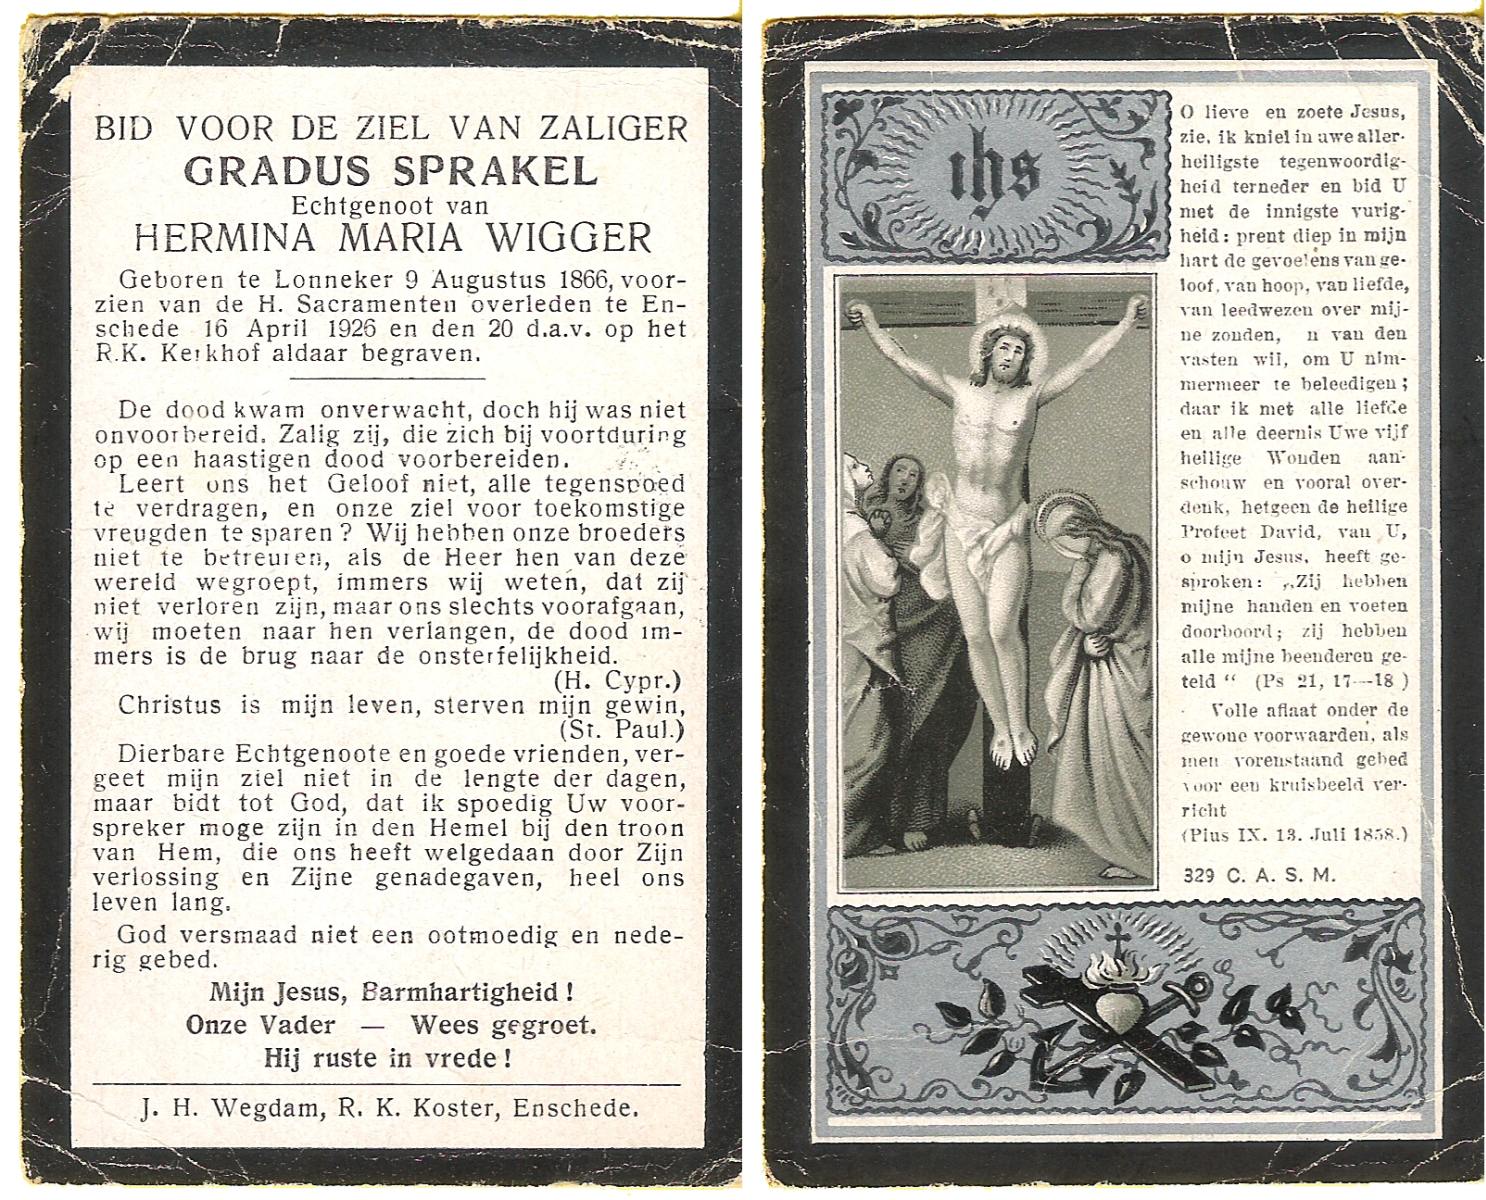 BID VOOR DE ZIEL VAN ZALIGER
GRADUS SPRAKEL
Echtgenoot van
HERMINA MARIA WIGGER
Geboren te Lonneker 9 Augustus 1866, voor-
zien van de H. Sacramenten overleden te En-
schede 16 April 1926 en den 20 d.a.v. op het
R.K. Kerkhof aldaar begraven.
De dood kwam onverwacht, doch hij was niet
onvoorbereid. Zalig zij, die zich bij voortduring
op een haastigen dood voorbereiden.
Leert ons het Geloof niet, alle tegenspoed
te verdragen, en onze ziel voor toekomstige
vreugden te sparen? Wij hebben onze broeders
niet te betreuren, als de Heer hen van deze
wereld wegroept, immers wij weten, dat zij
niet verloren zijn, maar ons slechts voorafgaan,
wij moeten naar hen verlangen, de dood im-
mers is de brug naar de onsterfelijkheid.
(H. Cypr.)
Christus is mijn leven, sterven mijn gewin,
(St. Paul.)
Dierbare Echtgenoote en goede vrienden, ver-
geet mijn ziel niet in de lengte der dagen,
maar bidt tot God, dat ik spoedig Uw voor-
spreker moge zijn in den Hemel bij den troon
van Hem, die ons heeft welgedaan door Zijn
verlossing en Zijne genadegaven, heel ons
leven lang.
God versmaad niet een ootmoedig en nede-
rig gebed.
Mijn Jesus, Barmhartigheid!
Onze Vader — Wees gegroet.
Hij ruste in vrede!
J. H. Wegdam, R. K. Koster, Enschede.
ihs
O lieve en zoete Jesus,
zie, ik kniel in uwe aller-
heiligste tegenwoordig-
heid terneder en bid U
met de innigste vurig-
heid: prent diep in mijn
hart de gevoelens van ge-
loof, van hoop, van liefde,
van leedwezen over mij-
ne zonden, n van den
vasten wil, om U nim-
mermeer te beleedigen;
daar ik met alle liefde
en alle deernis Uwe vijf
heilige Wonden aan-
schouw en vooral over-
denk, hetgeen de heilige
Profeet David, van U,
o mijn Jesus, heeft ge-
sproken: „Zij hebben
mijne handen en voeten
doorboord; zij hebben
alle mijne beenderen ge-
teld“ (Ps 21, 17—18)
Volle aflaat onder de
gewone voorwaarden, als
men vorenstaand gebed
voor een kruisbeeld ver-
richt
(Pius IX. 13. Juli 1858.)
329 C. A. S. M.